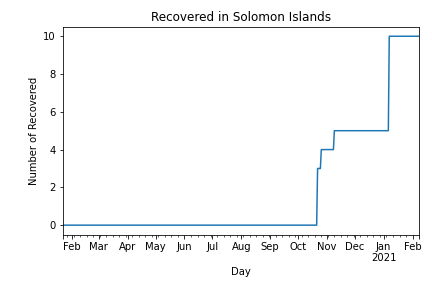 Recovered in Solomon Islands
Number of Recovered
10
8
6
4
2
0
Feb Mar Apr May Jun Jul Aug Sep Oct Nov Dec Jan Feb
2021
Day